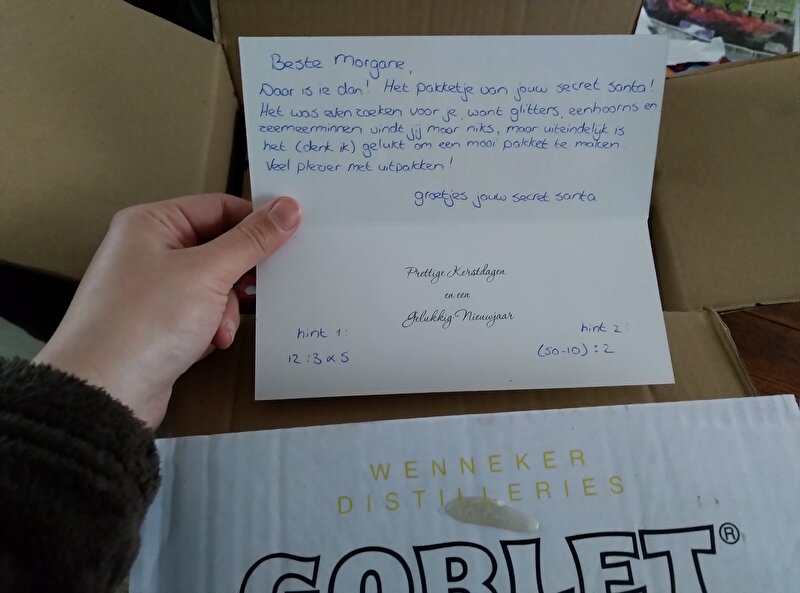 Beste Morgane,
Daar is ie dan! Het pakketje van jouw secret santa!
Het was even zoeken voor je, want glitters, eenhoorns en
zeemeerminnen vindt jij maar niks, maar uiteindelijk is
het (denk ik) gelukt om een mooi pakket te maken.
Veel plezier met uitpakken!
groetjes jouw secret santa
Prettige Kerstdagen
en een
Gelukkig Nieuwjaar
hint 1:
12 : 3 x 5
hint 2:
(50-10) : 2
WENNEKER
DISTILLERIES
GOBLET®